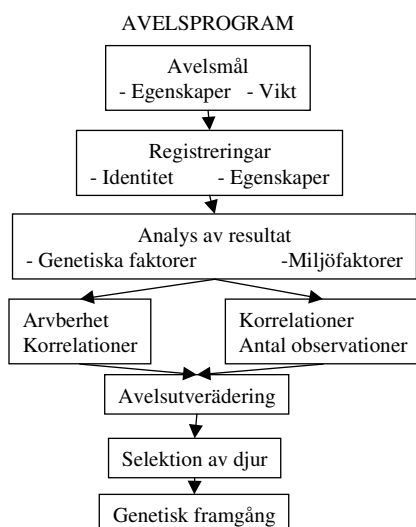 AVELSPROGRAM
Avelsmål
- Egenskaper - Vikt
Registreringar
- Identitet - Egenskaper
Analys av resultat
- Genetiska faktorer -Miljöfaktorer
Arvberhet
Korrelationer
Korrelationer
Antal observationer
Avelsutverädering
Selektion av djur
Genetisk framgång